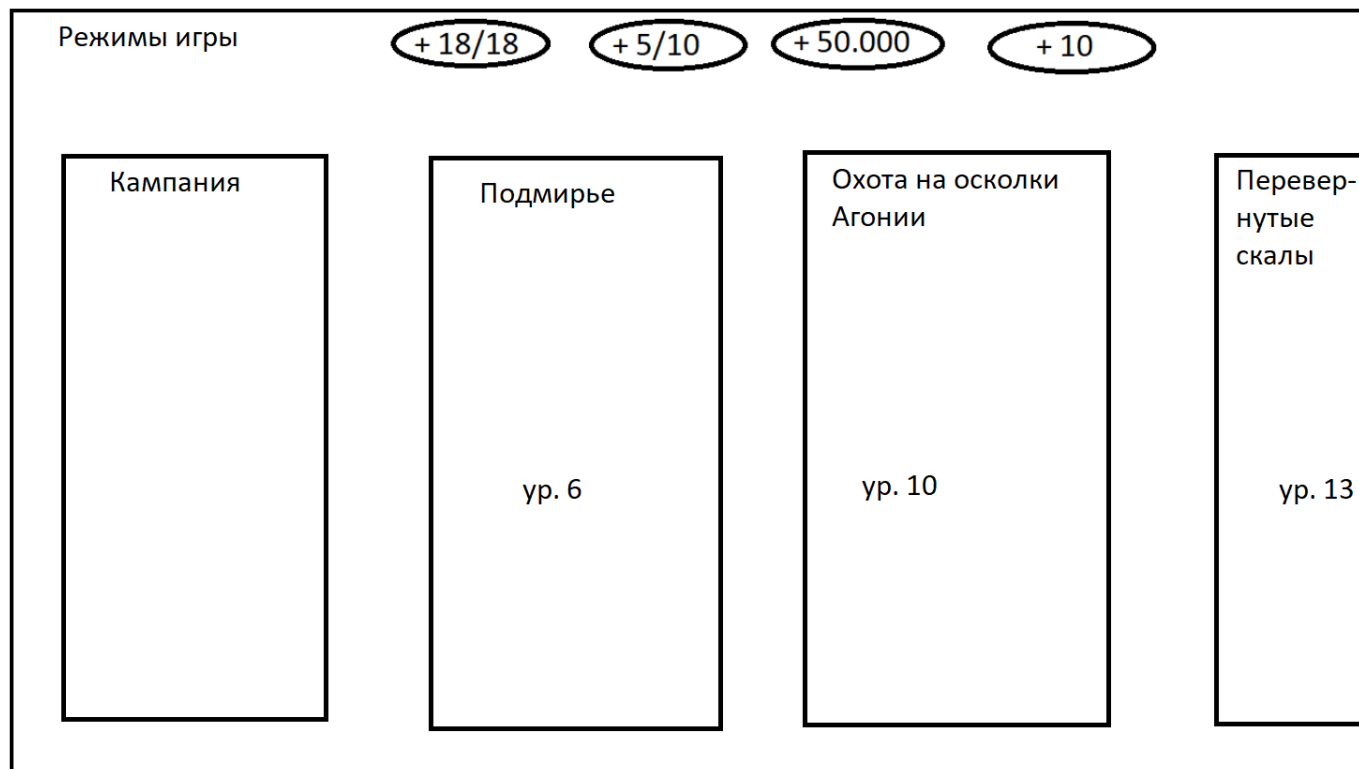 Режимы игры
+ 18/18
+ 5/10
+ 50.000
+ 10
Кампания
Подмирье
ур. 6
Охота на осколки
Агонии
ур. 10
Перевер-
нутые
скалы
ур. 13